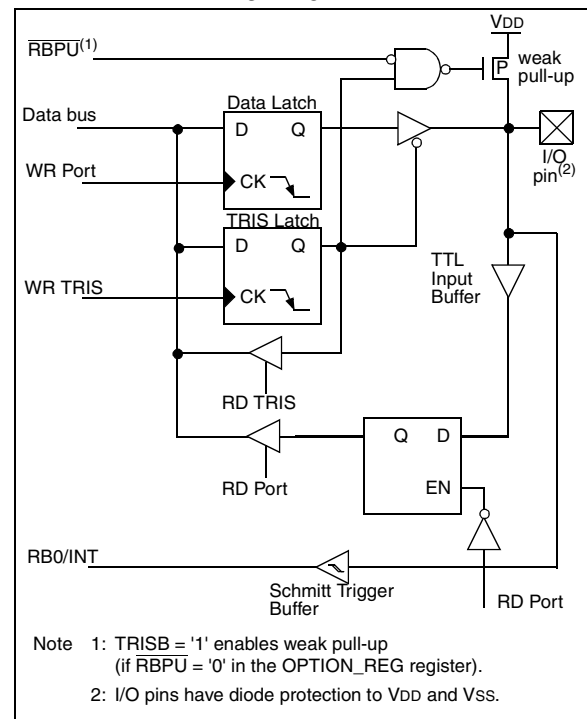 VDD
RBPU(1)
P
weak
pull-up
Data Latch
Data bus
D Q
I/O
pin(2)
WR Port
CK
TRIS Latch
D Q
TTL
Input
Buffer
WR TRIS
CK
RD TRIS
Q D
RD Port
EN
RB0/INT
Schmitt Trigger
Buffer
RD Port
Note 1: TRISB = '1' enables weak pull-up
(if RBPU = '0' in the OPTION_REG register).
2: I/O pins have diode protection to VDD and VSS.